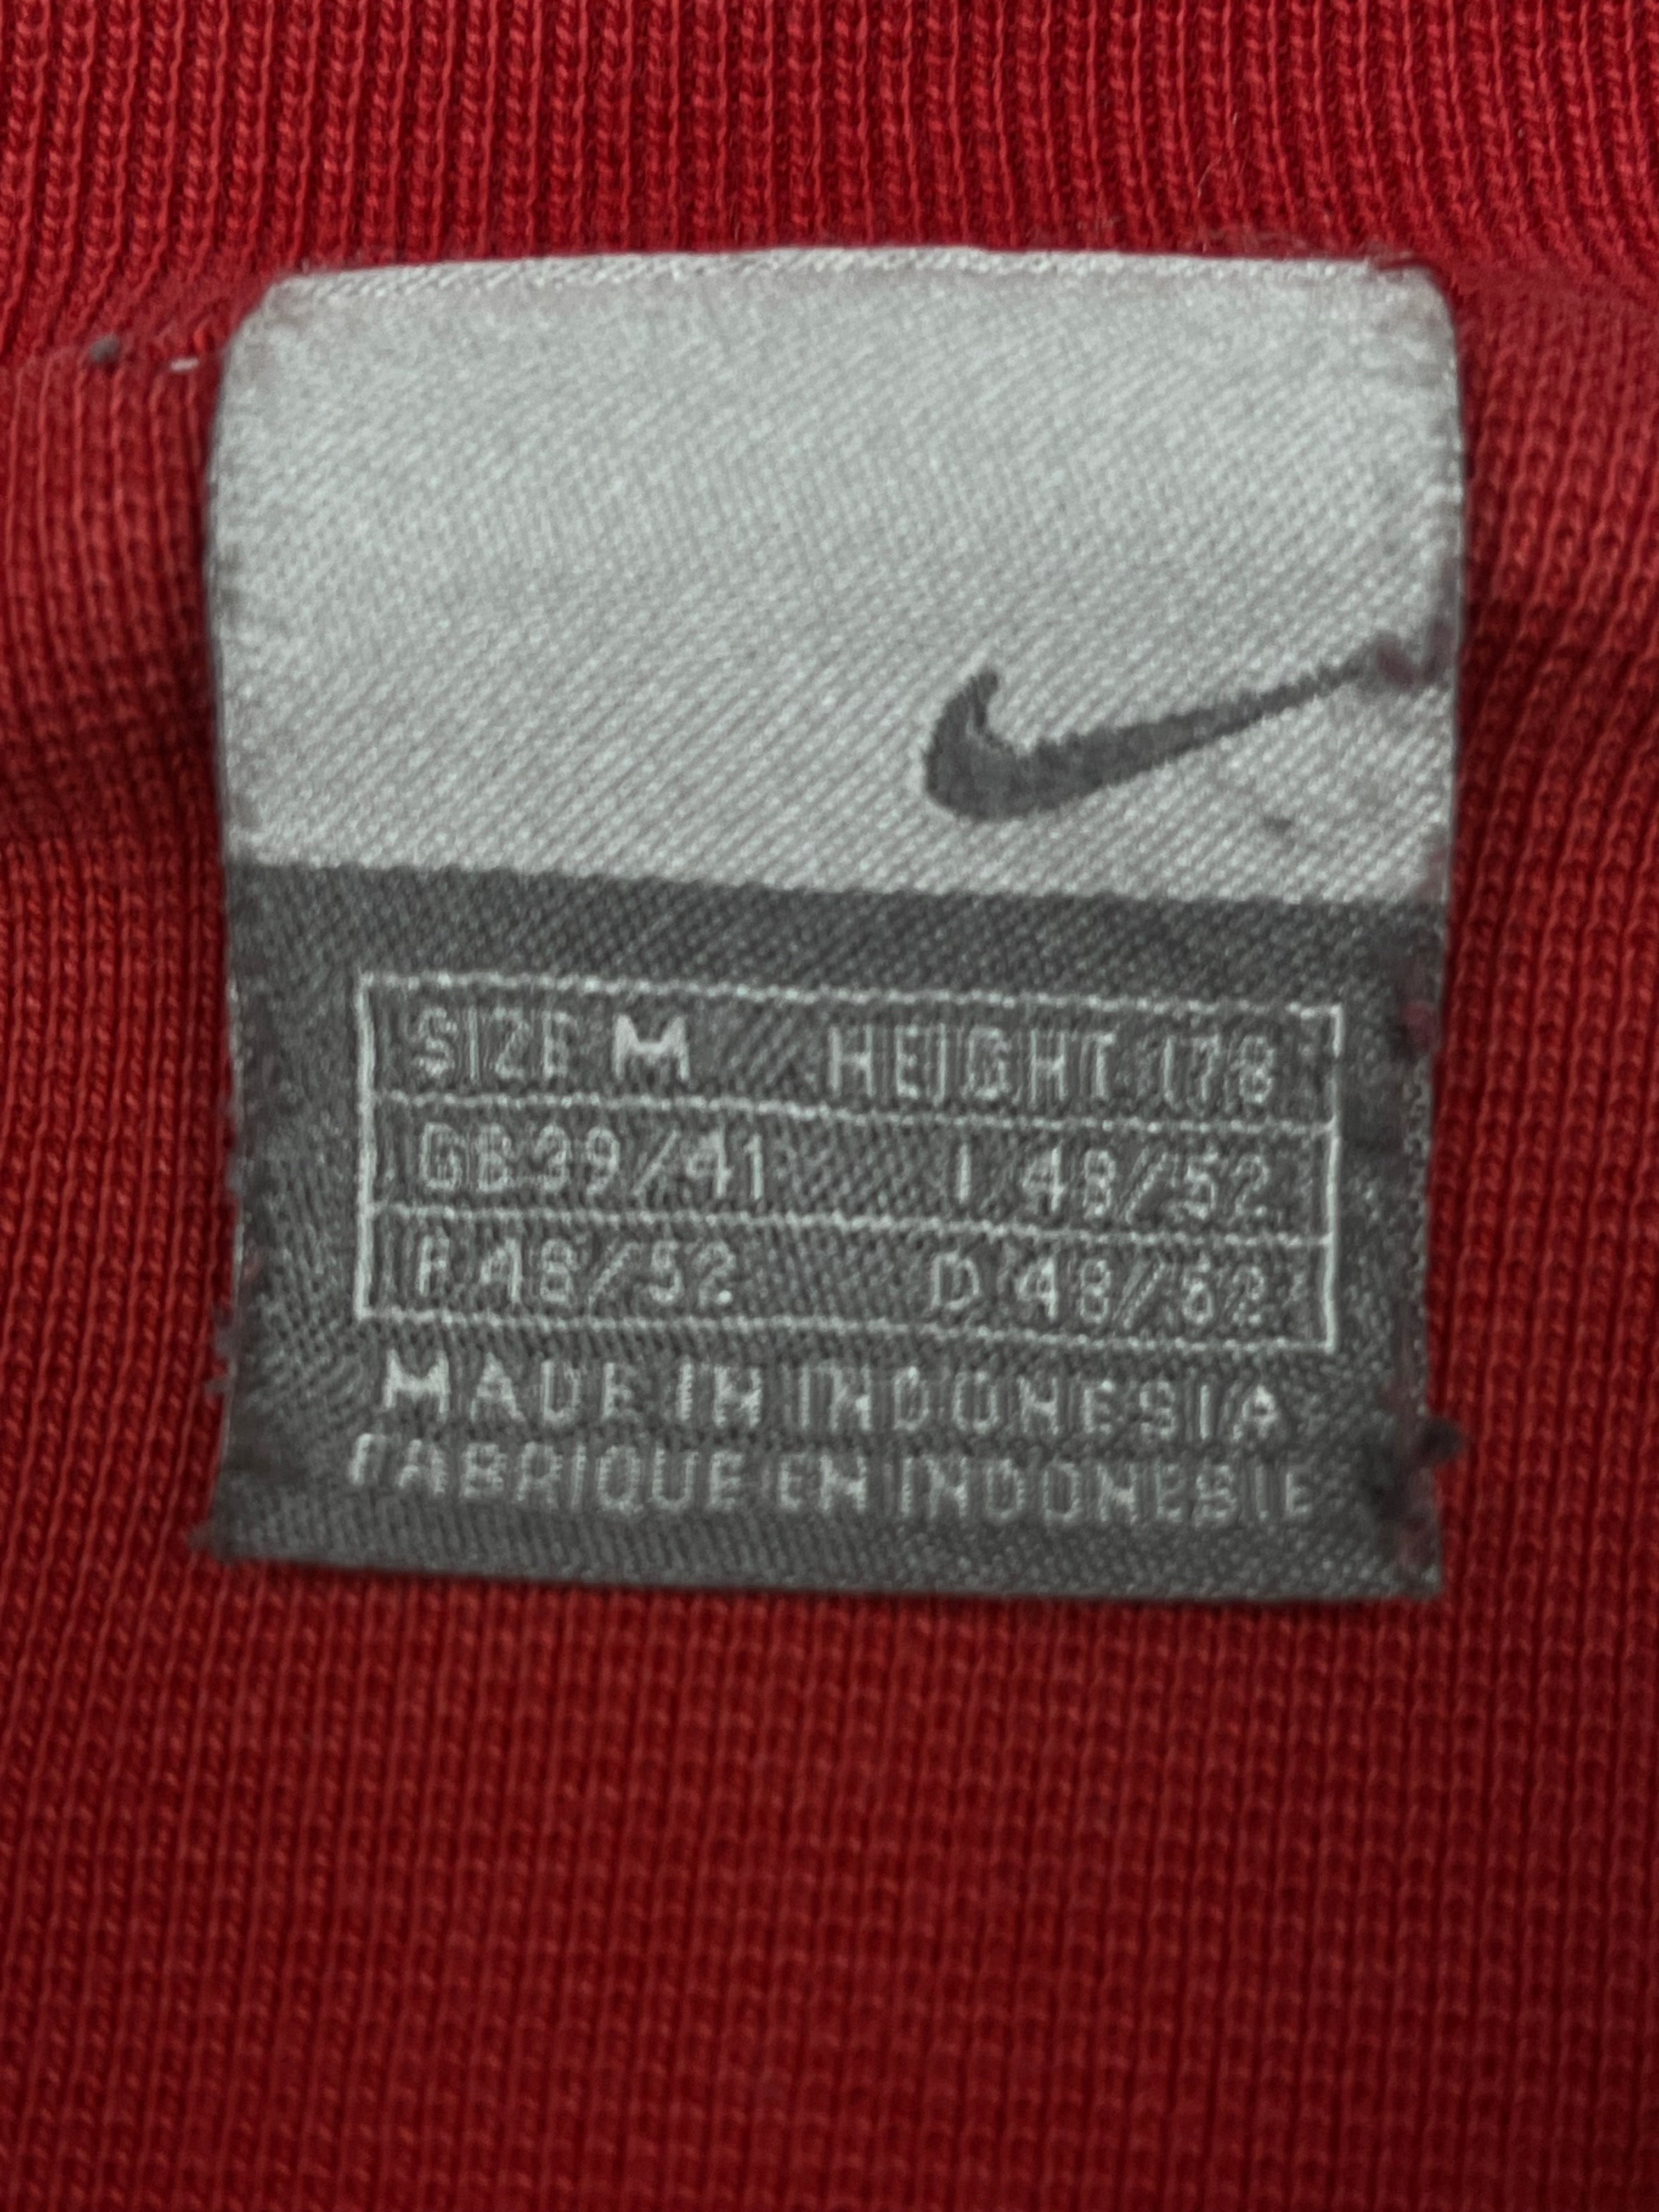 SIZE M HEIGHT 178
GB 39/41 I 48/52
F 48/52 D 48/52
MADE IN INDONESIA
FABRIQUE EN INDONESIE